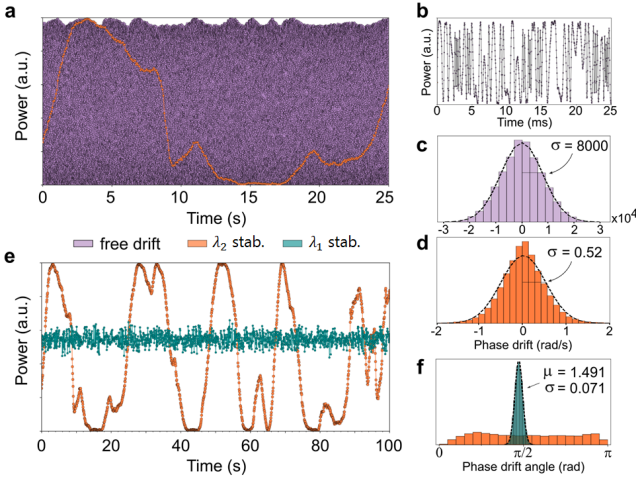 a
Power (a.u.)
0 5 10 15 20 25
Time (s)
b
Power (a.u.)
0 5 10 15 20 25
Time (ms)
c
σ = 8000
-3 -2 -1 0 1 2 3
x10⁴
free drift λ₂ stab. λ₁ stab.
d
σ = 0.52
-2 -1 0 1 2
Phase drift (rad/s)
e
Power (a.u.)
0 20 40 60 80 100
Time (s)
f
μ = 1.491
σ = 0.071
0 π/2 π
Phase drift angle (rad)